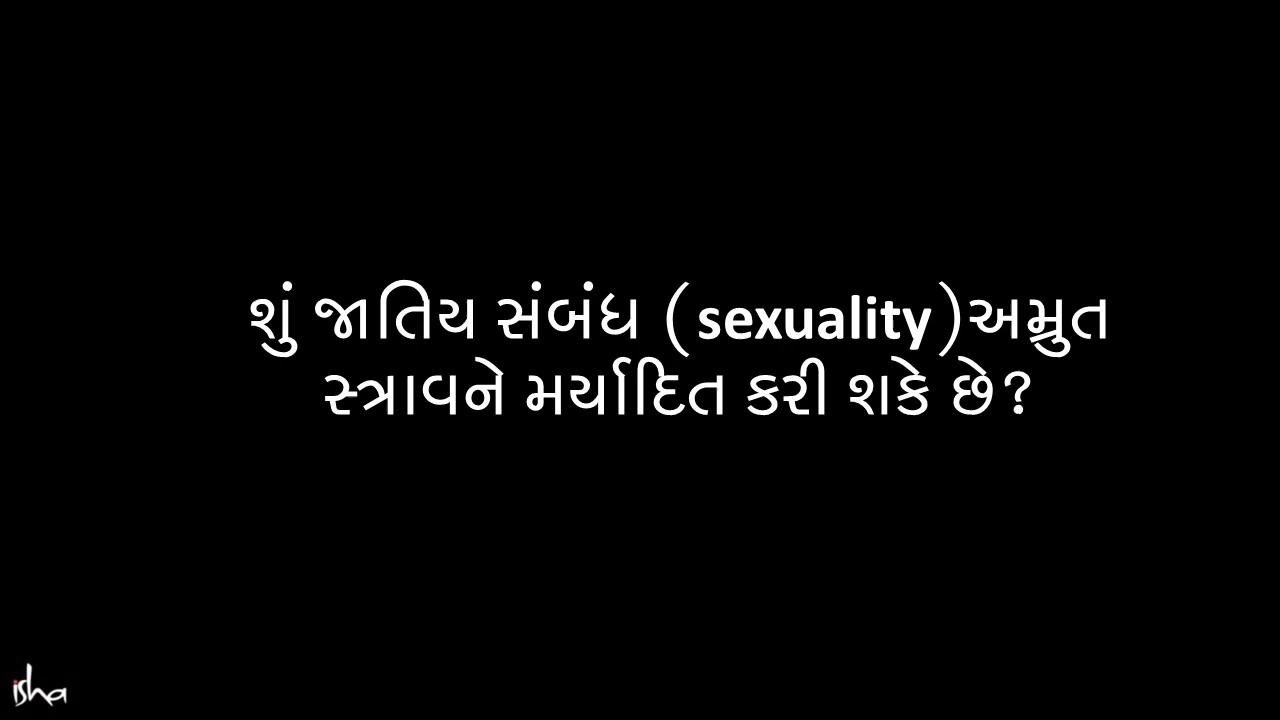 શું જાતિય સંબંધ (sexuality)અમ્રુત
સ્ત્રાવને મર્યાદિત કરી શકે છે?
isha